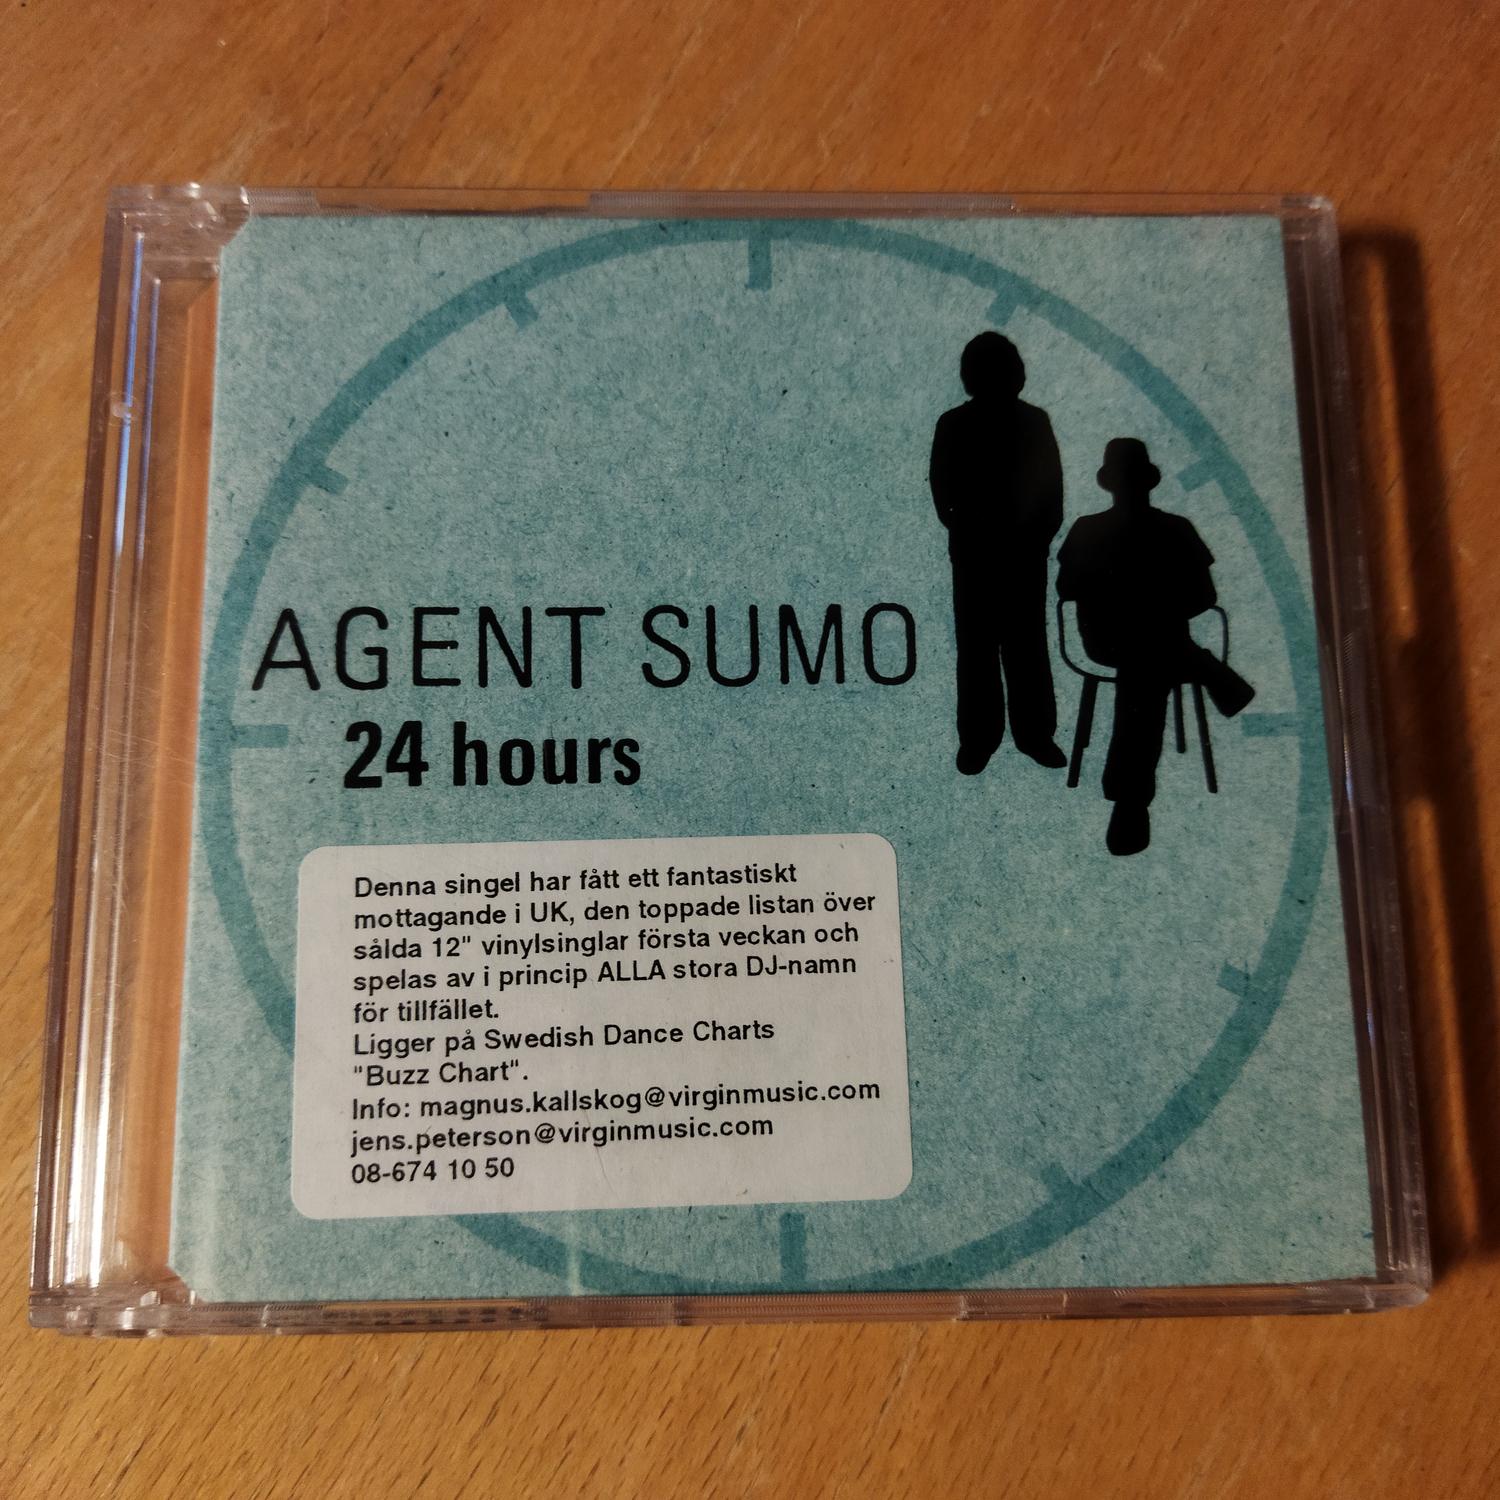 AGENT SUMO
24 hours
Denna singel har fått ett fantastiskt
mottagande i UK, den toppade listan över
sålda 12" vinylsinglar första veckan och
spelas av i princip ALLA stora DJ-namn
för tillfället.
Ligger på Swedish Dance Charts
"Buzz Chart".
Info: magnus.kallskog@virginmusic.com
jens.peterson@virginmusic.com
08-674 10 50